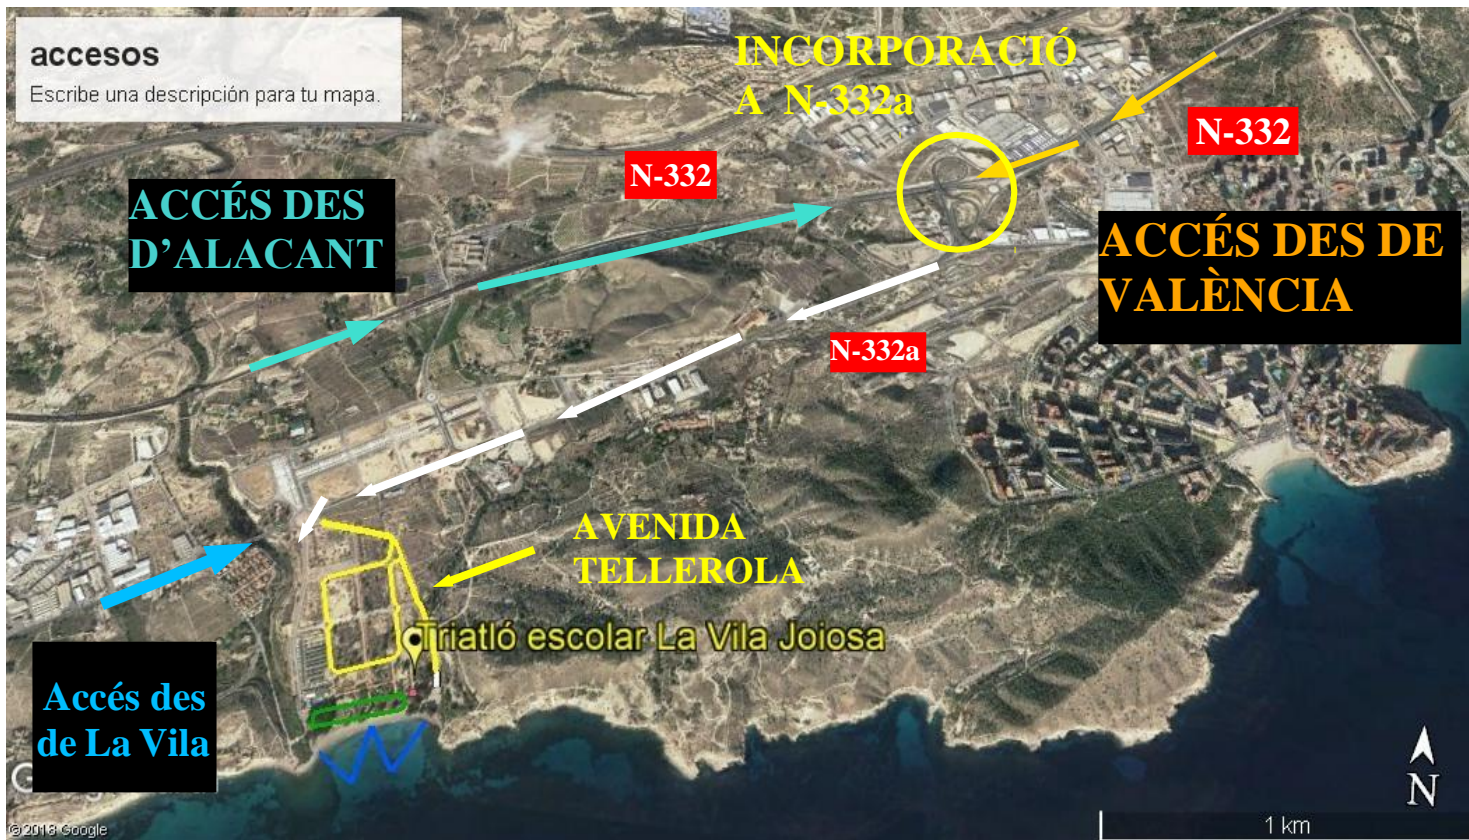 accesos
Escribe una descripción para tu mapa.
INCORPORACIÓ
A N-332a
N-332
N-332
ACCÉS DES
D’ALACANT
ACCÉS DES DE
VALÈNCIA
N-332a
AVENIDA
TELLEROLA
Triatló escolar La Vila Joiosa
Accés des
de La Vila
N
1 km
©2018 Google